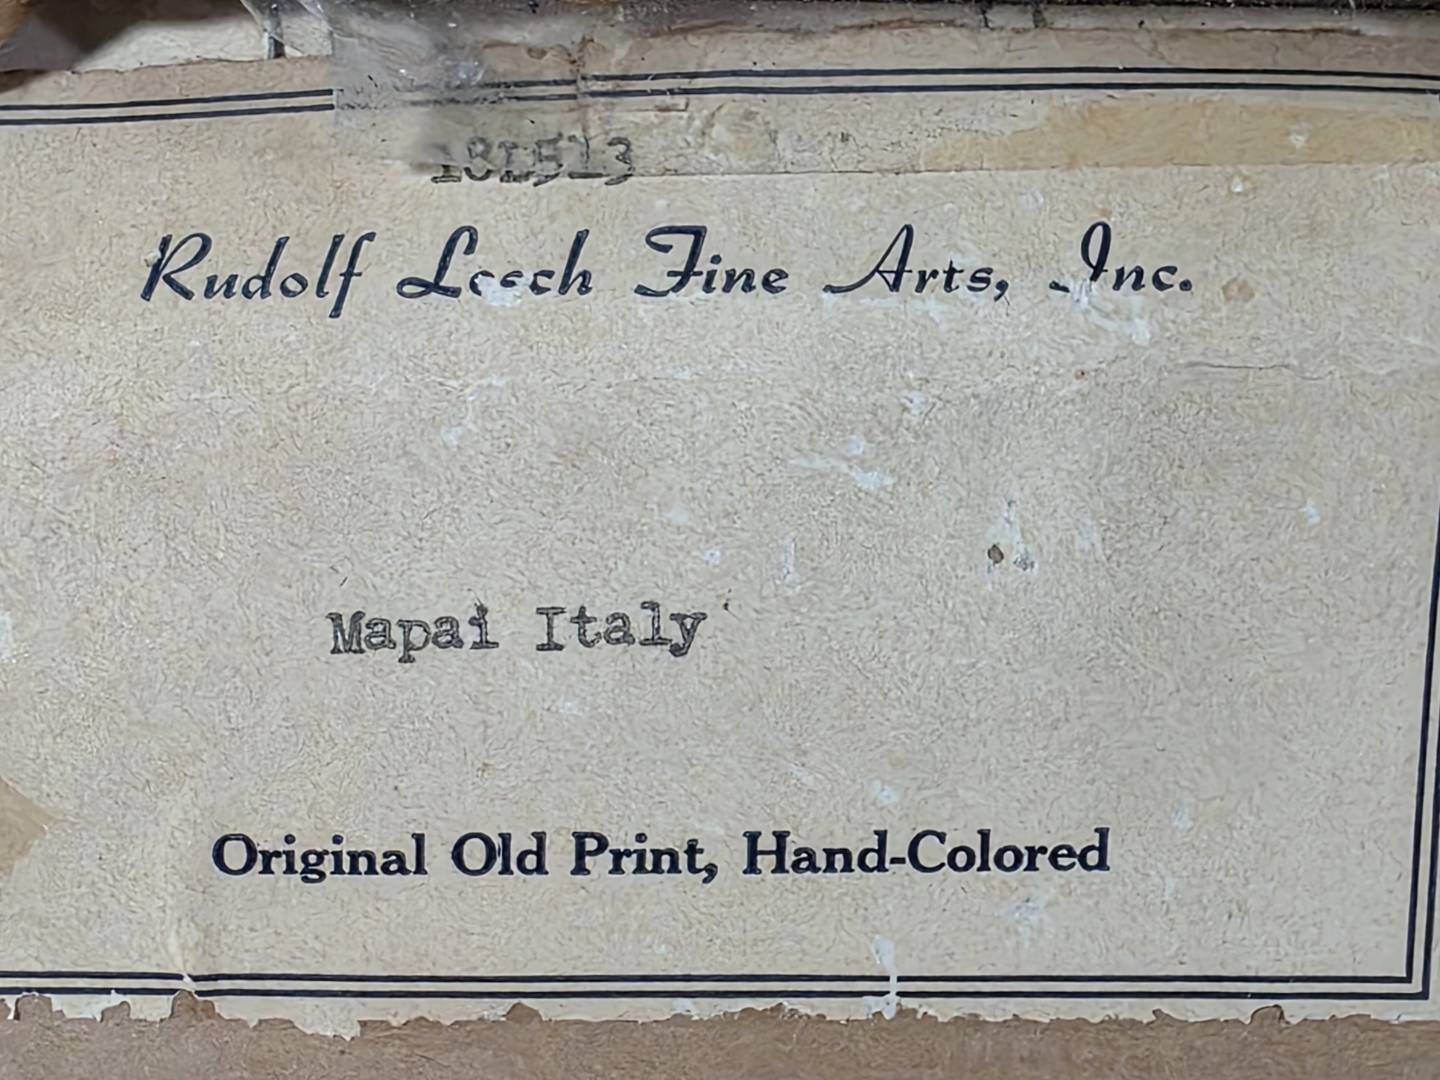 Rudolf Lesch Fine Arts, Inc.
Mapai Italy
Original Old Print, Hand-Colored